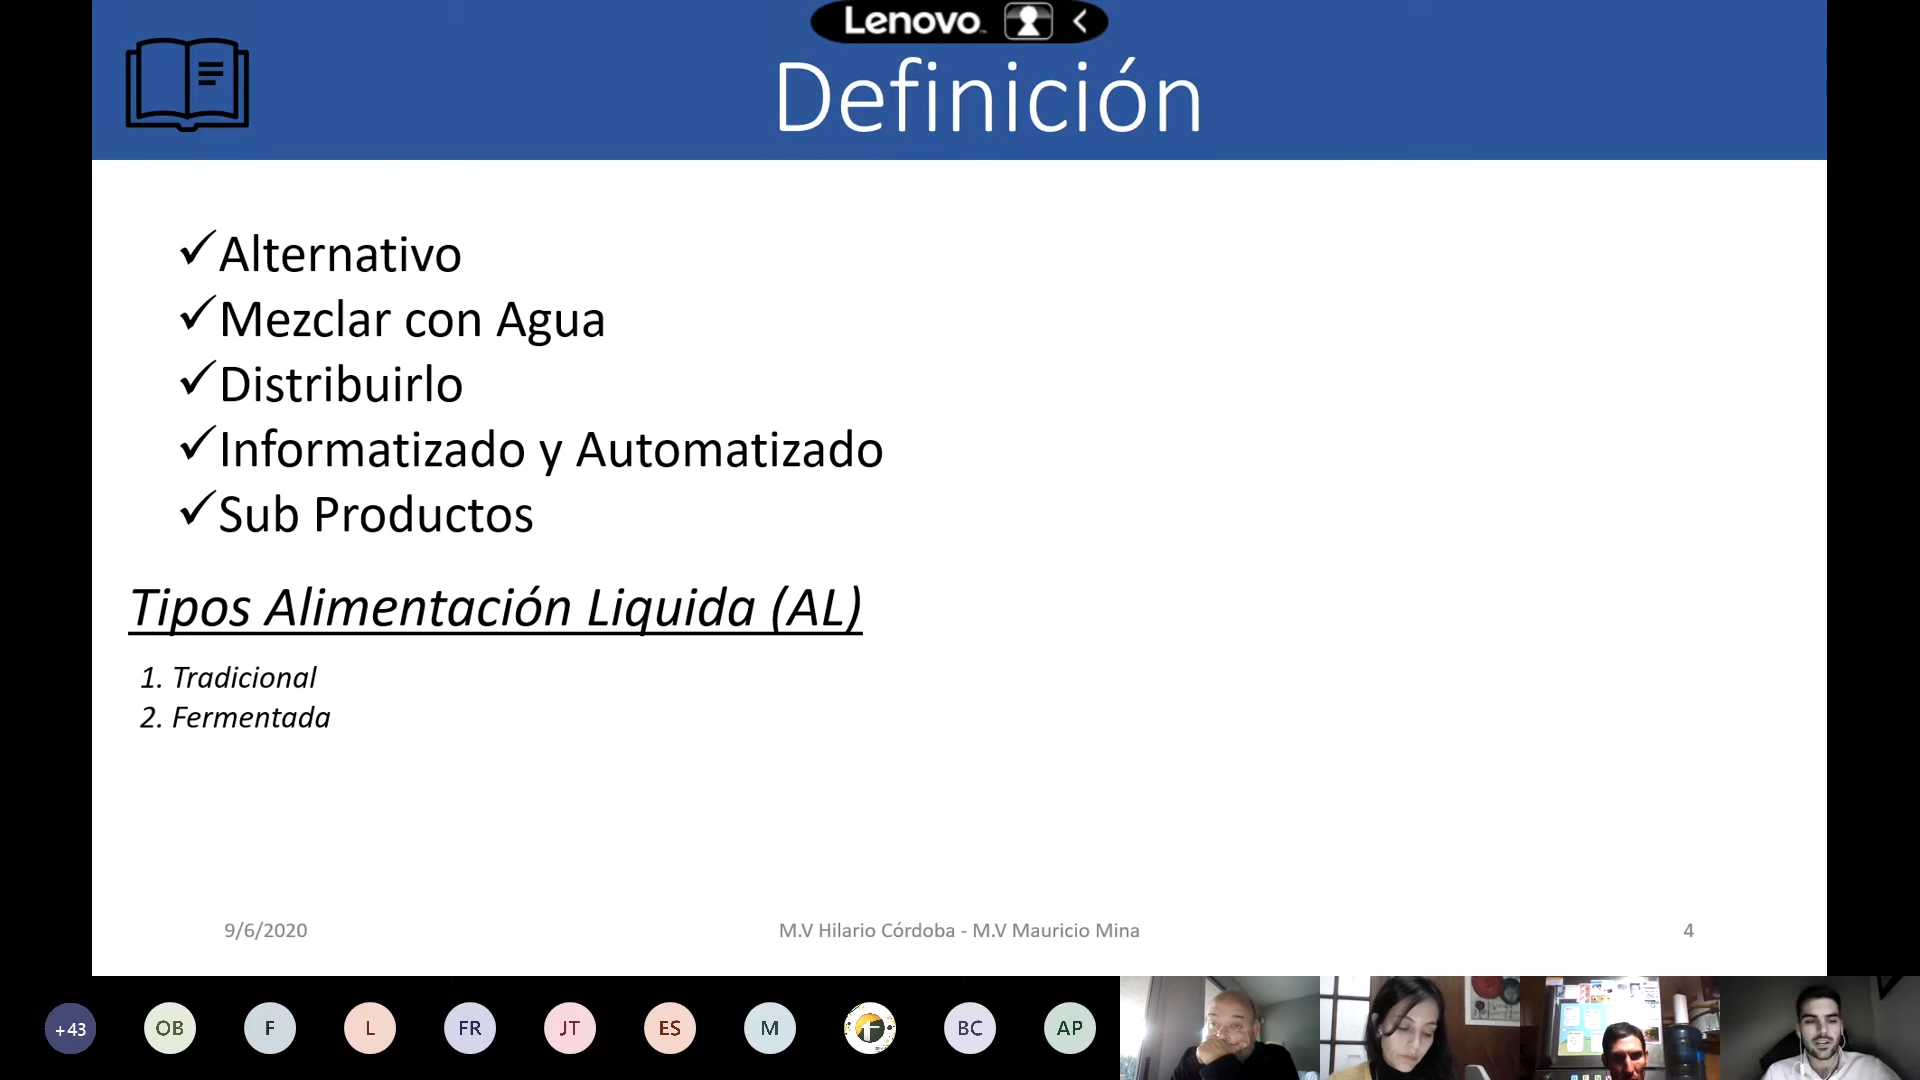 Lenovo
Definición
Alternativo
Mezclar con Agua
Distribuirlo
Informatizado y Automatizado
Sub Productos
Tipos Alimentación Liquida (AL)
1. Tradicional
2. Fermentada
9/6/2020
M.V Hilario Córdoba - M.V Mauricio Mina
4
+43
OB
F
L
FR
JT
ES
M
BC
AP